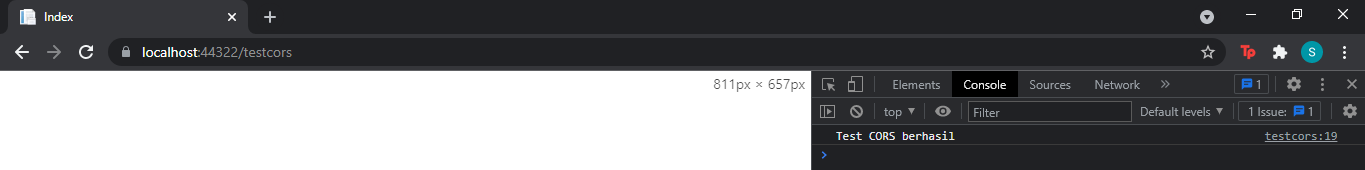 Index
localhost:44322/testcors
Tp
S
811px × 657px
Elements Console Sources Network 1
top Filter Default levels 1 Issue: 1
Test CORS berhasil testcors:19